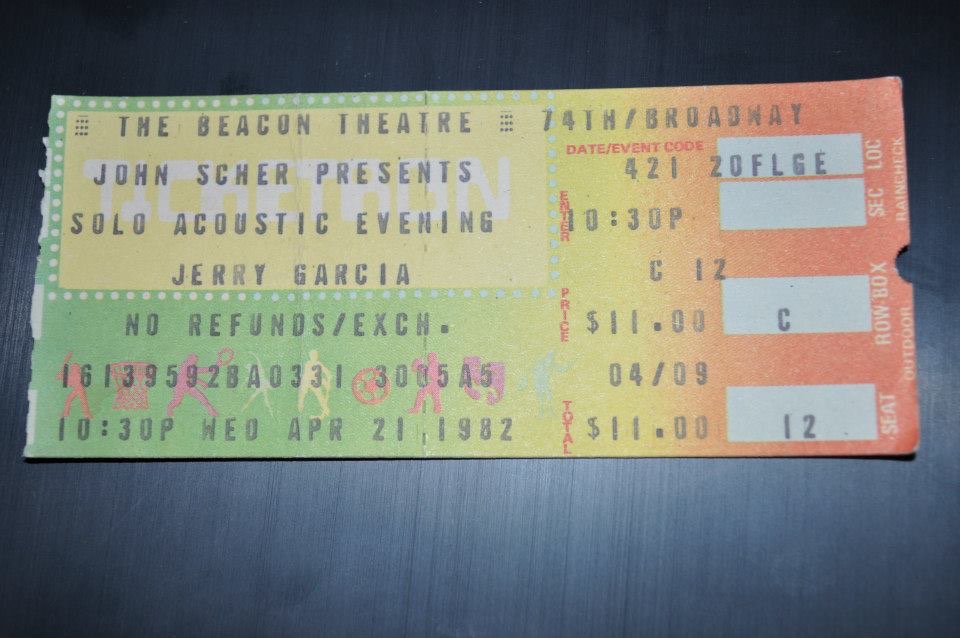 THE BEACON THEATRE
JOHN SCHER PRESENTS
SOLO ACOUSTIC EVENING
JERRY GARCIA
TICKETRON
NO REFUNDS/EXCH.
161395928A0331 3005A5
10:30P WED APR 21, 1982
74TH/BROADWAY
DATE/EVENT CODE
421 20FLGE
ENTER
10:30P
C 12
PRICE
$11.00
C
04/09
TOTAL
$11.00
12
LOC
SEC
ROW·BOX
SEAT
RAINCHECK
OUTDOOR